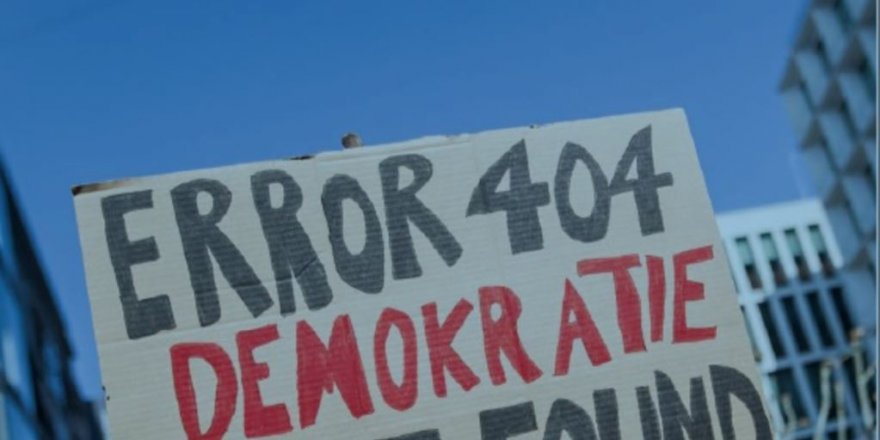 ERROR 404
DEMOKRATIE
FOUND